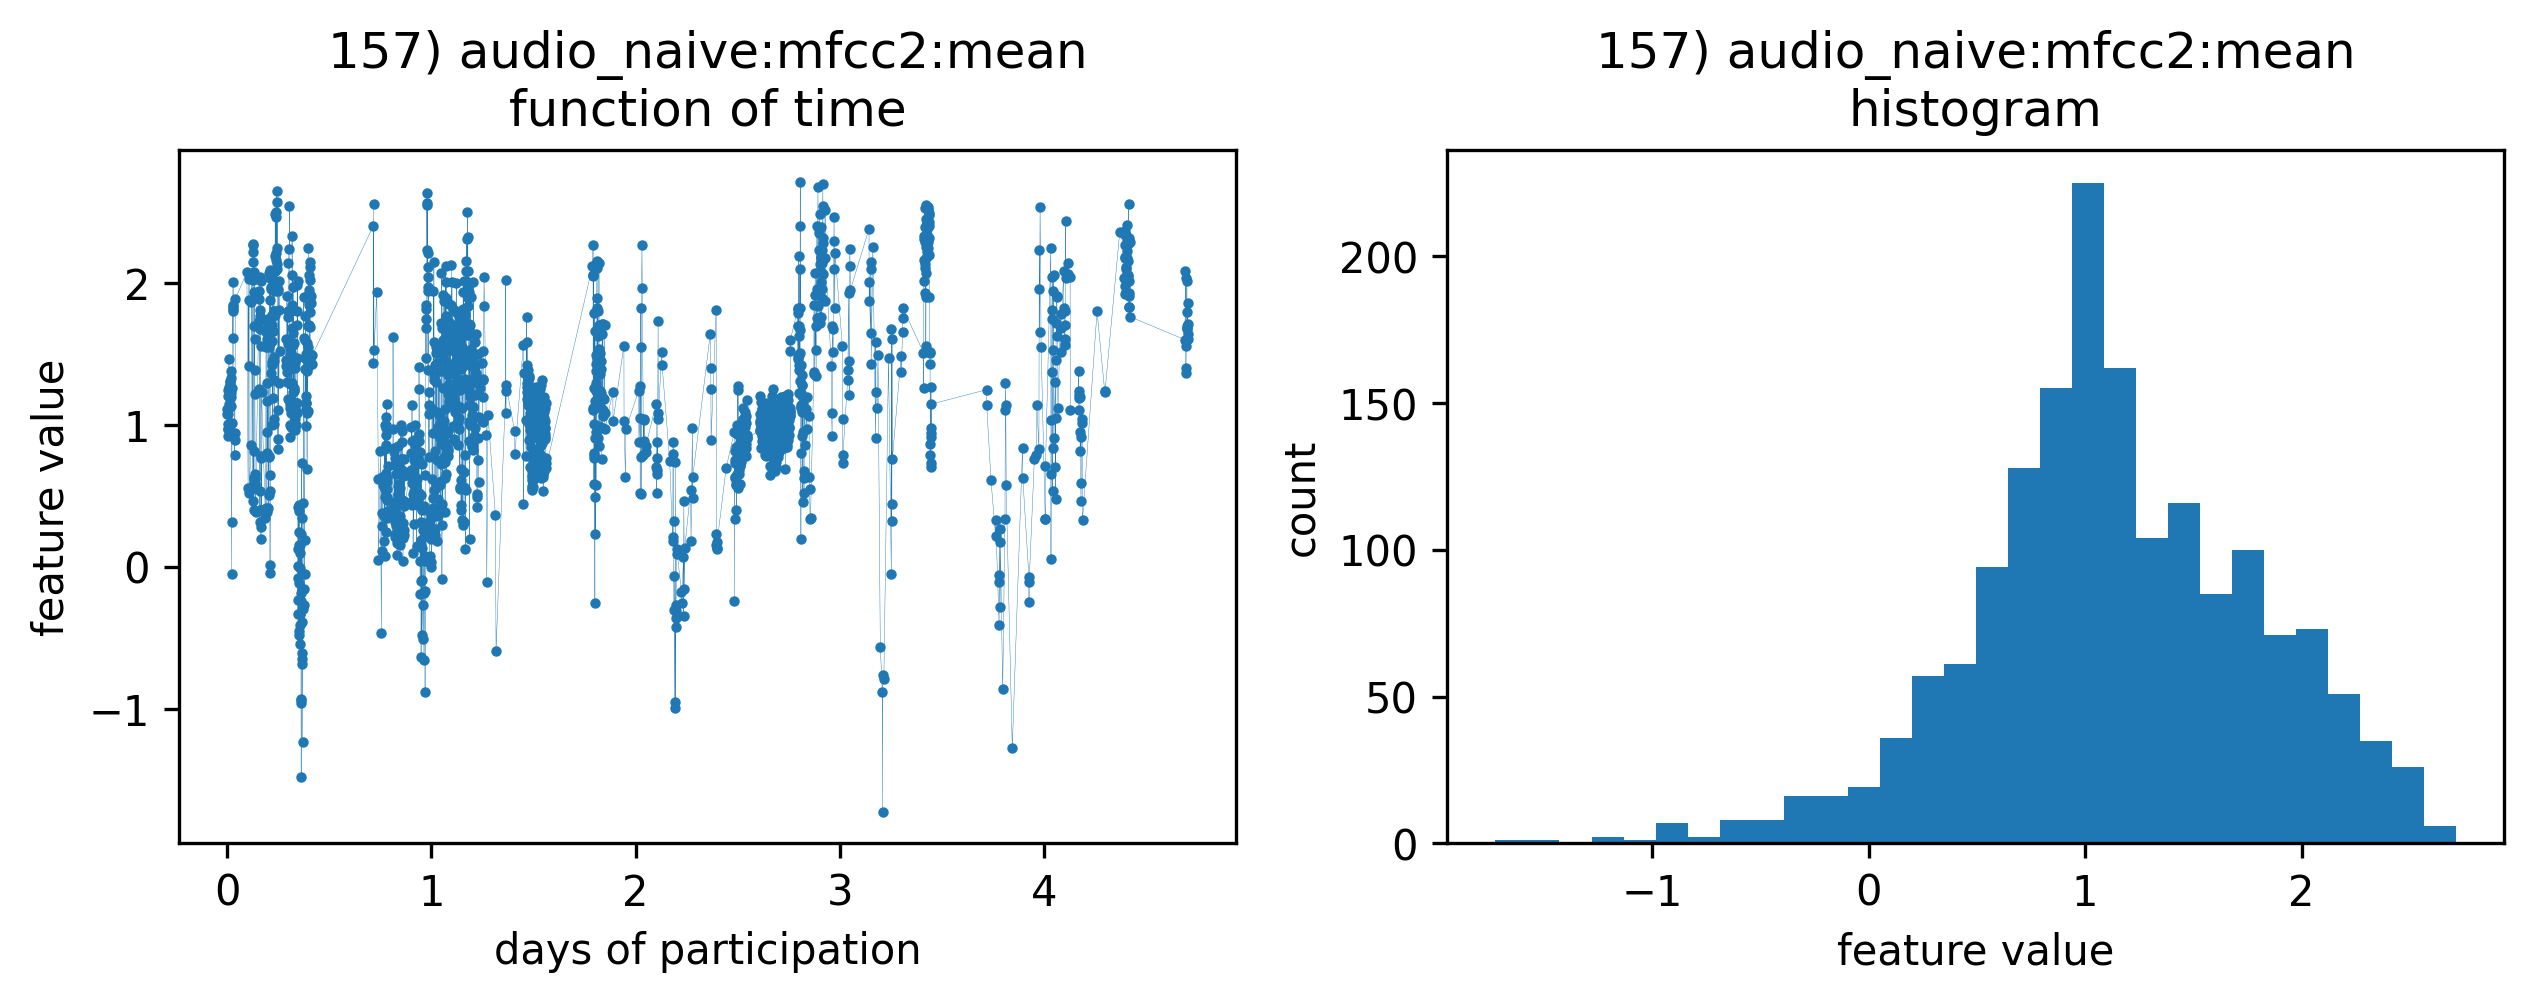 157) audio_naive:mfcc2:mean
function of time
feature value
2
1
0
−1
0 1 2 3 4
days of participation
157) audio_naive:mfcc2:mean
histogram
count
200
150
100
50
0
−1 0 1 2
feature value